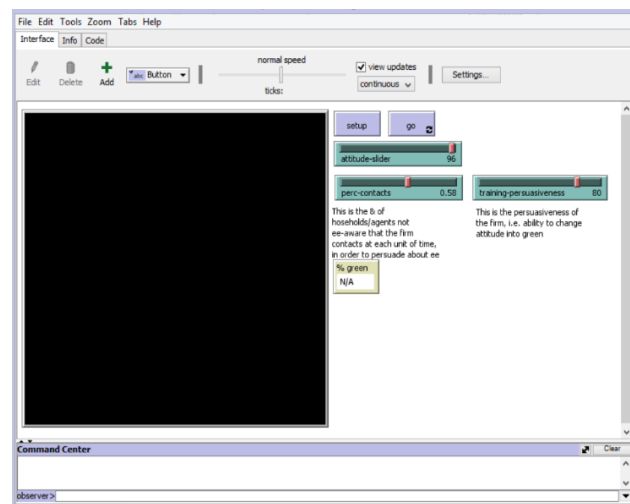 File Edit Tools Zoom Tabs Help
Interface Info Code
Edit Delete Add abc Button normal speed ticks: view updates continuous Settings...
setup go
attitude-slider 96
perc-contacts 0.58 training-persuasiveness 80
This is the & of
hoseholds/agents not
ee-aware that the firm
contacts at each unit of time,
in order to persuade about ee
This is the persuasiveness of
the firm, i.e. ability to change
attitude into green
% green
N/A
Command Center Clear
observer>